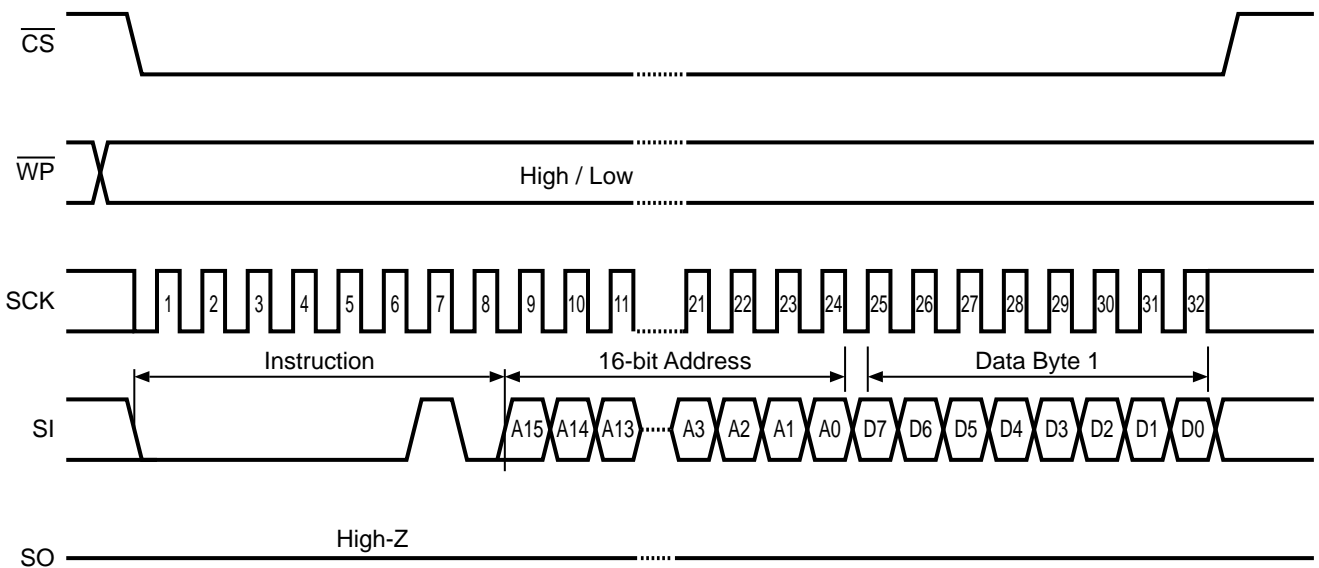 CS
WP
High / Low
SCK
1 2 3 4 5 6 7 8 9 10 11 21 22 23 24 25 26 27 28 29 30 31 32
Instruction 16-bit Address Data Byte 1
SI
A15 A14 A13 A3 A2 A1 A0 D7 D6 D5 D4 D3 D2 D1 D0
High-Z
SO